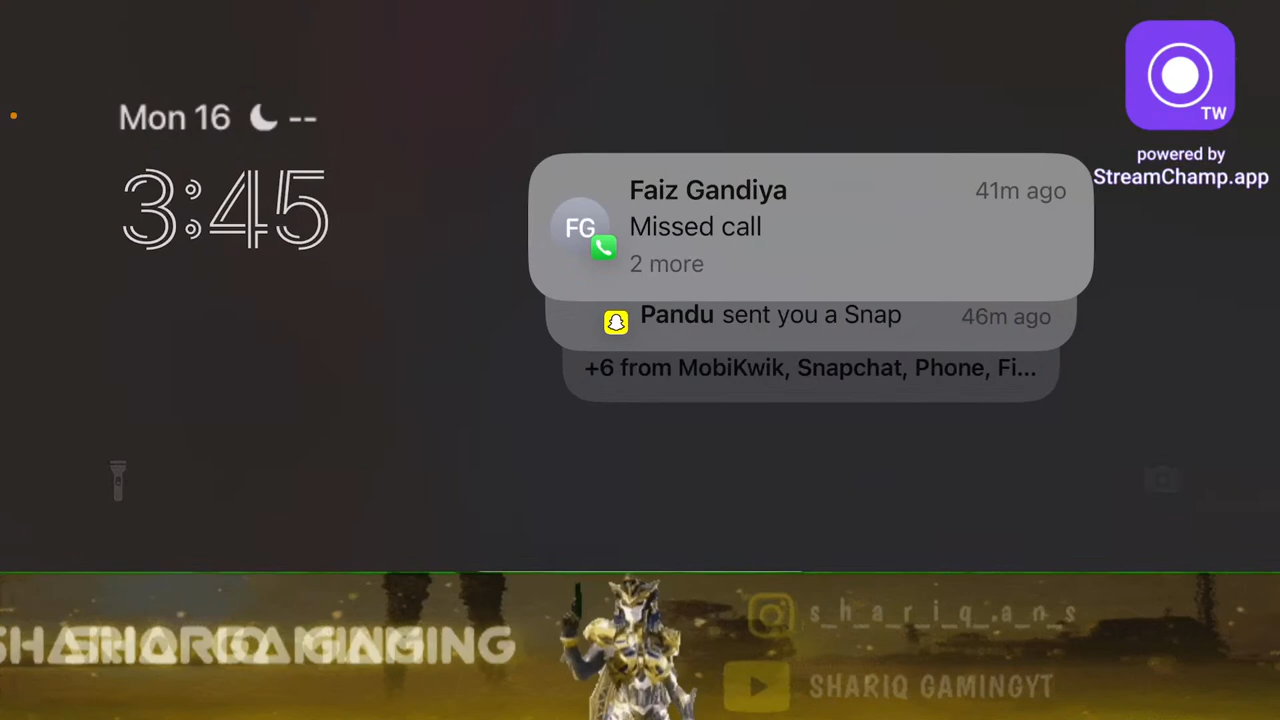 Mon 16 --
3:45
TW
powered by
StreamChamp.app
FG
Faiz Gandiya
41m ago
Missed call
2 more
Pandu sent you a Snap
46m ago
+6 from MobiKwik, Snapchat, Phone, Fi...
GAMING
s_h_a_r_i_q_a_n_s
SHARIQ GAMINGYT